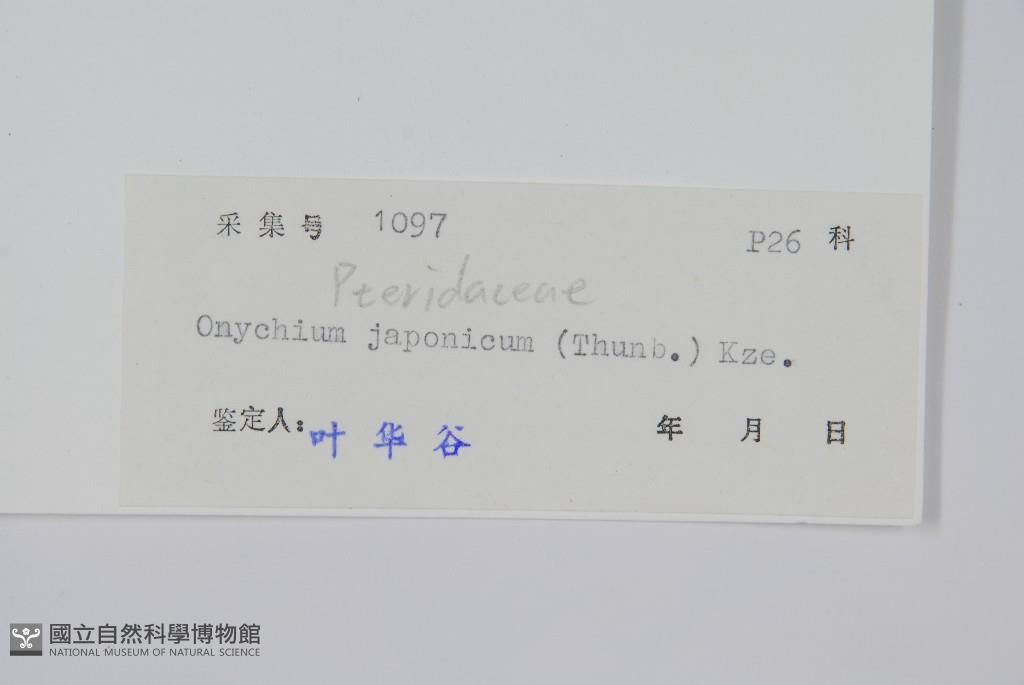 采集号 1097
P26 科
Pteridaceae
Onychium japonicum (Thunb.) Kze.
鉴定人：叶华谷 年 月 日
國立自然科學博物館
NATIONAL MUSEUM OF NATURAL SCIENCE